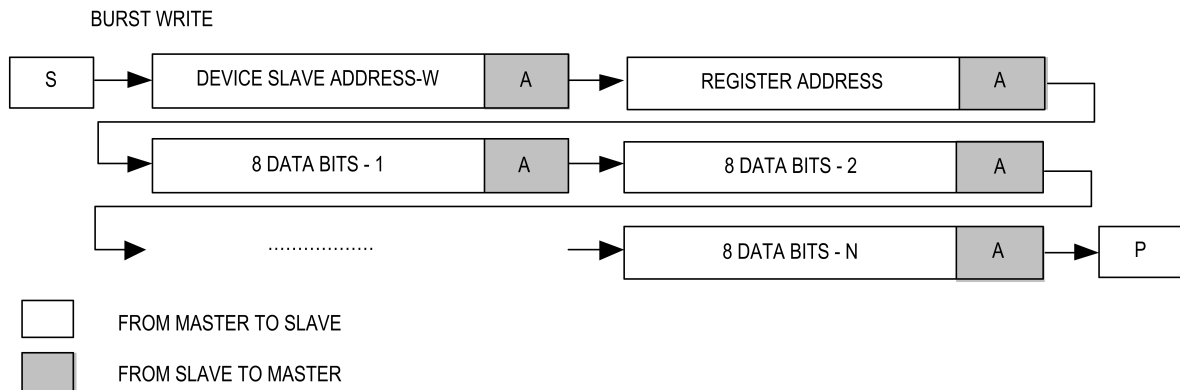 BURST WRITE
S DEVICE SLAVE ADDRESS-W A REGISTER ADDRESS A
8 DATA BITS - 1 A 8 DATA BITS - 2 A
.................. 8 DATA BITS - N A P
FROM MASTER TO SLAVE
FROM SLAVE TO MASTER